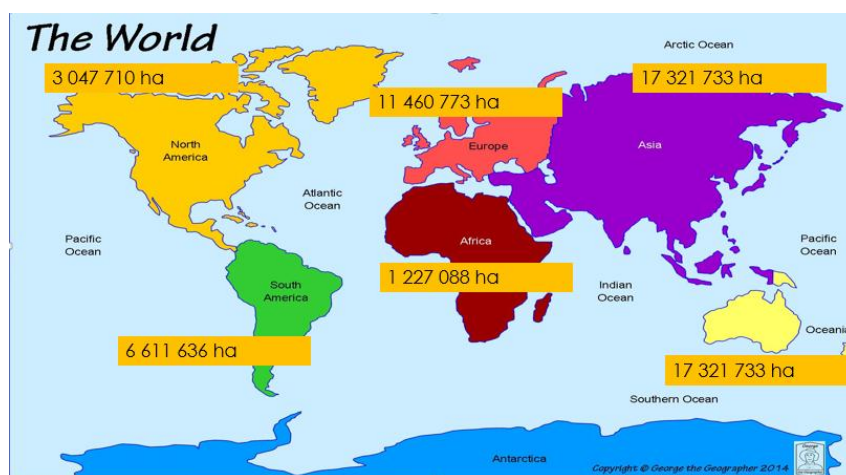 The World
Arctic Ocean
3 047 710 ha
17 321 733 ha
11 460 773 ha
North
America
Europe
Asia
Atlantic
Ocean
Pacific
Ocean
Africa
Pacific
Ocean
1 227 088 ha
South
America
Indian
Ocean
6 611 636 ha
Oceania
17 321 733 ha
Southern Ocean
Antarctica
Copyright © George the Geographer 2014